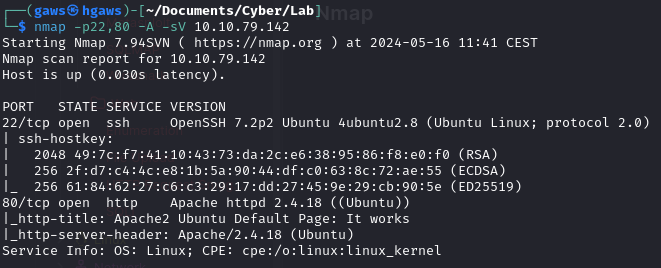 ┌──(gaws㉿hgaws)-[~/Documents/Cyber/Lab]
└─$ nmap -p22,80 -A -sV 10.10.79.142
Starting Nmap 7.94SVN ( https://nmap.org ) at 2024-05-16 11:41 CEST
Nmap scan report for 10.10.79.142
Host is up (0.030s latency).
PORT   STATE SERVICE VERSION
22/tcp open  ssh     OpenSSH 7.2p2 Ubuntu 4ubuntu2.8 (Ubuntu Linux; protocol 2.0)
| ssh-hostkey:
|   2048 49:7c:f7:41:10:43:73:da:2c:e6:38:95:86:f8:e0:f0 (RSA)
|   256 2f:d7:c4:4c:e8:1b:5a:90:44:df:c0:63:8c:72:ae:55 (ECDSA)
|_  256 61:84:62:27:c6:c3:29:17:dd:27:45:9e:29:cb:90:5e (ED25519)
80/tcp open  http    Apache httpd 2.4.18 ((Ubuntu))
|_http-title: Apache2 Ubuntu Default Page: It works
|_http-server-header: Apache/2.4.18 (Ubuntu)
Service Info: OS: Linux; CPE: cpe:/o:linux:linux_kernel